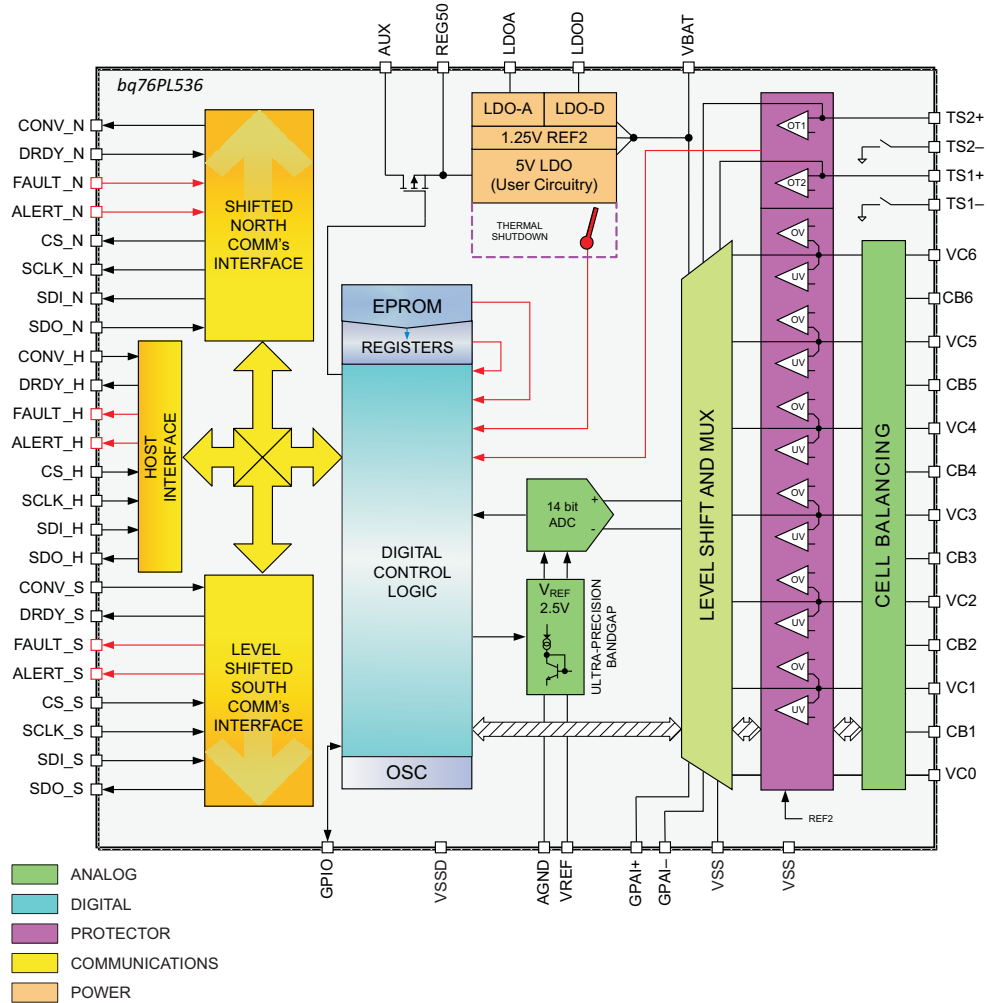 AUX
REG50
LDOA
LDOD
VBAT
bq76PL536
CONV_N
DRDY_N
FAULT_N
ALERT_N
CS_N
SCLK_N
SDI_N
SDO_N
CONV_H
DRDY_H
FAULT_H
ALERT_H
CS_H
SCLK_H
SDI_H
SDO_H
CONV_S
DRDY_S
FAULT_S
ALERT_S
CS_S
SCLK_S
SDI_S
SDO_S
SHIFTED
NORTH
COMM's
INTERFACE
HOST
INTERFACE
LEVEL
SHIFTED
SOUTH
COMM's
INTERFACE
LDO-A
LDO-D
1.25V REF2
5V LDO
(User Circuitry)
THERMAL
SHUTDOWN
EPROM
REGISTERS
DIGITAL
CONTROL
LOGIC
OSC
14 bit
ADC
+
-
VREF
2.5V
ULTRA-PRECISION
BANDGAP
LEVEL SHIFT AND MUX
OT1
OT2
OV
UV
OV
UV
OV
UV
OV
UV
OV
UV
OV
UV
REF2
CELL BALANCING
TS2+
TS2–
TS1+
TS1–
VC6
CB6
VC5
CB5
VC4
CB4
VC3
CB3
VC2
CB2
VC1
CB1
VC0
GPIO
VSSD
AGND
VREF
GPAI+
GPAI–
VSS
VSS
ANALOG
DIGITAL
PROTECTOR
COMMUNICATIONS
POWER